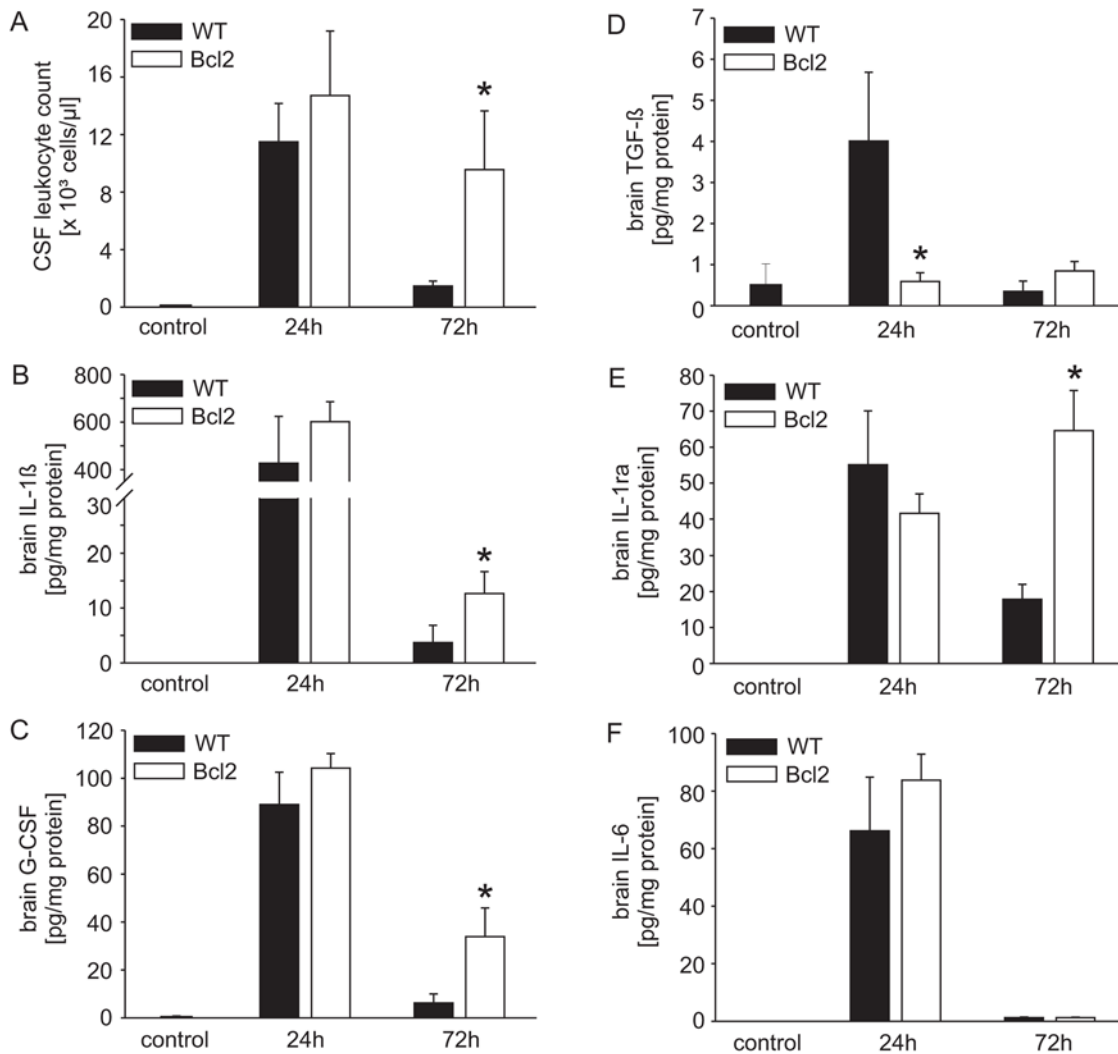 A
CSF leukocyte count
[x 10³ cells/µl]
20
16
12
8
4
0
WT
Bcl2
*
control 24h 72h
B
brain IL-1ß
[pg/mg protein]
800
600
400
30
20
10
0
WT
Bcl2
*
control 24h 72h
C
brain G-CSF
[pg/mg protein]
120
100
80
60
40
20
0
WT
Bcl2
*
control 24h 72h
D
brain TGF-ß
[pg/mg protein]
7
6
5
4
3
2
1
0
WT
Bcl2
*
control 24h 72h
E
brain IL-1ra
[pg/mg protein]
80
70
60
50
40
30
20
10
0
WT
Bcl2
*
control 24h 72h
F
brain IL-6
[pg/mg protein]
100
80
60
40
20
0
WT
Bcl2
control 24h 72h